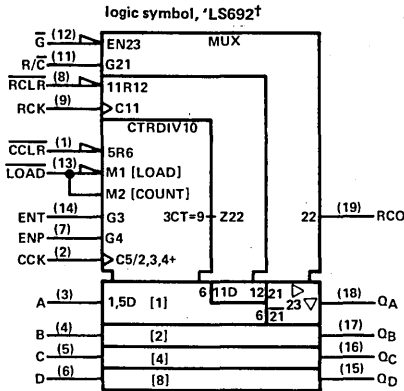 logic symbol, 'LS692†
MUX
G (12) EN23
R/C (11) G21
RCLR (8) 11R12
RCK (9) C11
CTRDIV10
CCLR (1) 5R6
LOAD (13) M1 [LOAD]
M2 [COUNT]
ENT (14) G3 3CT=9 Z22 22 (19) RCO
ENP (7) G4
CCK (2) C5/2,3,4+
A (3) 1,5D [1] 6 11D 12 21 23 (18) QA
6 21
B (4) [2] (17) QB
C (5) [4] (16) QC
D (6) [8] (15) QD